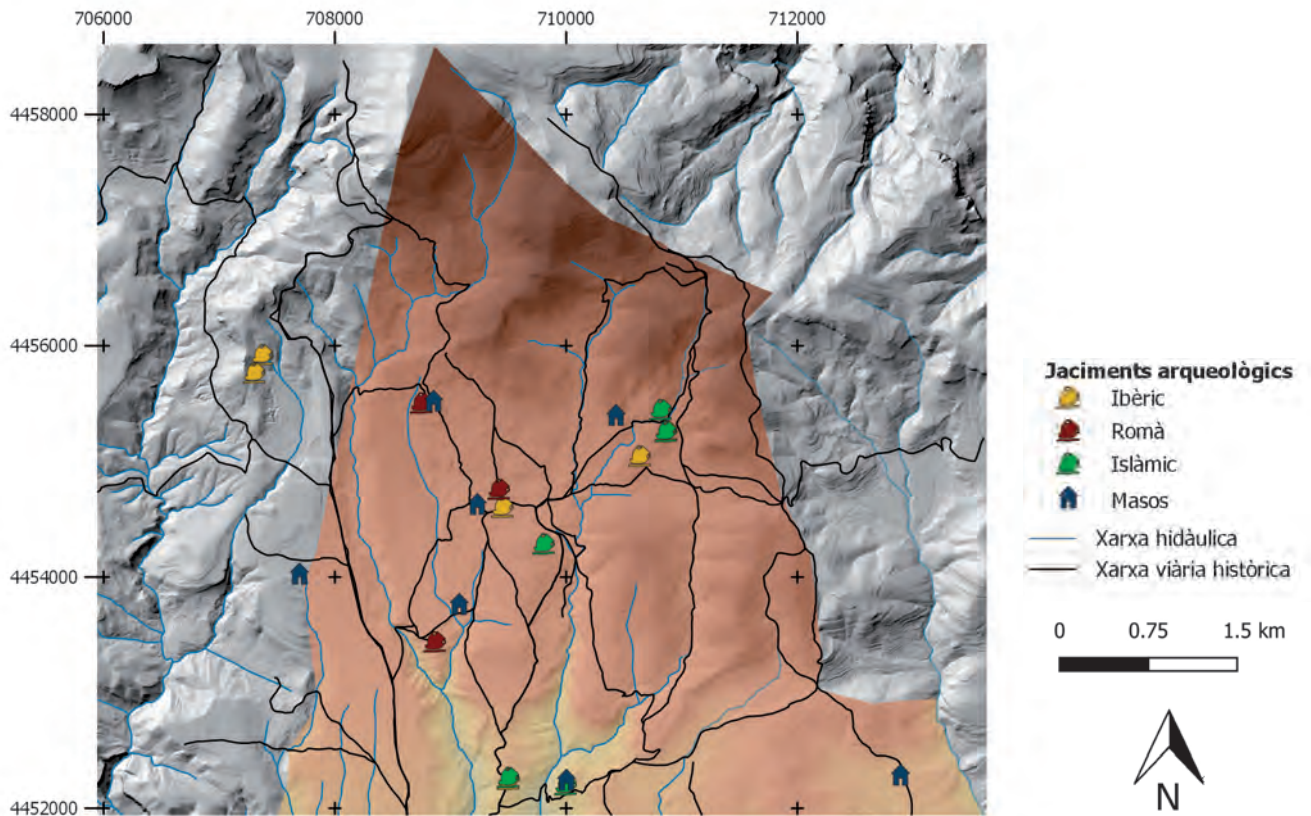 706000 708000 710000 712000
4458000
4456000
4454000
4452000
Jaciments arqueològics
Ibèric
Romà
Islàmic
Masos
Xarxa hidàulica
Xarxa viària històrica
0 0.75 1.5 km
N